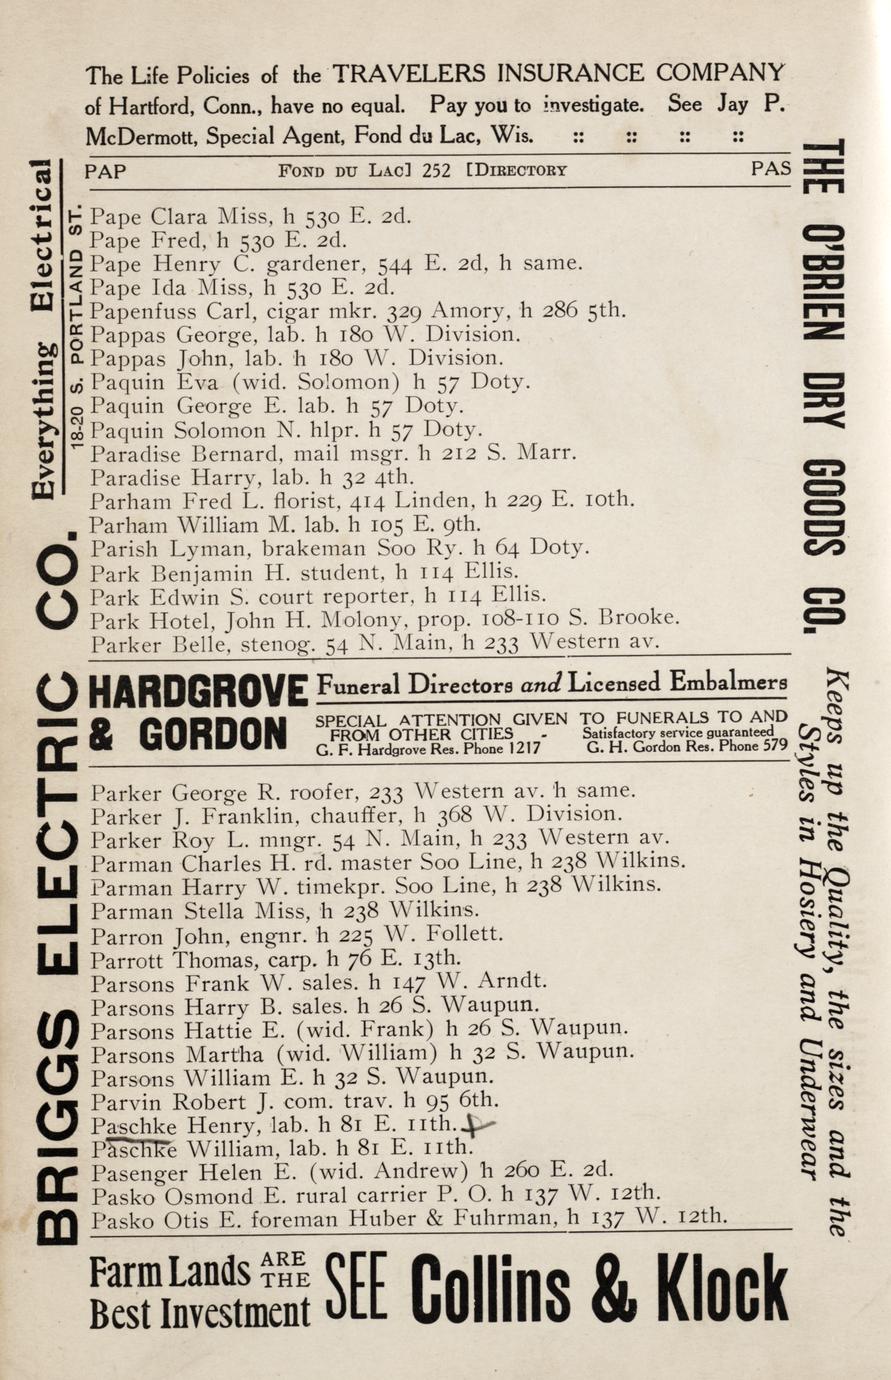 The Life Policies of the TRAVELERS INSURANCE COMPANY
of Hartford, Conn., have no equal. Pay you to investigate. See Jay P.
McDermott, Special Agent, Fond du Lac, Wis. :: :: :: ::
PAP FOND DU LAC] 252 [DIRECTORY PAS
Pape Clara Miss, h 530 E. 2d.
Pape Fred, h 530 E. 2d.
Pape Henry C. gardener, 544 E. 2d, h same.
Pape Ida Miss, h 530 E. 2d.
Papenfuss Carl, cigar mkr. 329 Amory, h 286 5th.
Pappas George, lab. h 180 W. Division.
Pappas John, lab. h 180 W. Division.
Paquin Eva (wid. Solomon) h 57 Doty.
Paquin George E. lab. h 57 Doty.
Paquin Solomon N. hlpr. h 57 Doty.
Paradise Bernard, mail msgr. h 212 S. Marr.
Paradise Harry, lab. h 32 4th.
Parham Fred L. florist, 414 Linden, h 229 E. 10th.
Parham William M. lab. h 105 E. 9th.
Parish Lyman, brakeman Soo Ry. h 64 Doty.
Park Benjamin H. student, h 114 Ellis.
Park Edwin S. court reporter, h 114 Ellis.
Park Hotel, John H. Molony, prop. 108-110 S. Brooke.
Parker Belle, stenog. 54 N. Main, h 233 Western av.
HARDGROVE
& GORDON
Funeral Directors and Licensed Embalmers
SPECIAL ATTENTION GIVEN TO FUNERALS TO AND
FROM OTHER CITIES - Satisfactory service guaranteed
G. F. Hardgrove Res. Phone 1217 G. H. Gordon Res. Phone 579
Parker George R. roofer, 233 Western av. h same.
Parker J. Franklin, chauffer, h 368 W. Division.
Parker Roy L. mngr. 54 N. Main, h 233 Western av.
Parman Charles H. rd. master Soo Line, h 238 Wilkins.
Parman Harry W. timekpr. Soo Line, h 238 Wilkins.
Parman Stella Miss, h 238 Wilkins.
Parron John, engnr. h 225 W. Follett.
Parrott Thomas, carp. h 76 E. 13th.
Parsons Frank W. sales. h 147 W. Arndt.
Parsons Harry B. sales. h 26 S. Waupun.
Parsons Hattie E. (wid. Frank) h 26 S. Waupun.
Parsons Martha (wid. William) h 32 S. Waupun.
Parsons William E. h 32 S. Waupun.
Parvin Robert J. com. trav. h 95 6th.
Paschke Henry, lab. h 81 E. 11th.
Paschke William, lab. h 81 E. 11th.
Pasenger Helen E. (wid. Andrew) h 260 E. 2d.
Pasko Osmond E. rural carrier P. O. h 137 W. 12th.
Pasko Otis E. foreman Huber & Fuhrman, h 137 W. 12th.
Farm Lands ARE THE
Best Investment
SEE Collins & Klock
BRIGGS ELECTRIC CO.
Everything Electrical
18-20 S. PORTLAND ST.
THE O'BRIEN DRY GOODS CO.
Keeps up the Quality, the sizes and the
Styles in Hosiery and Underwear